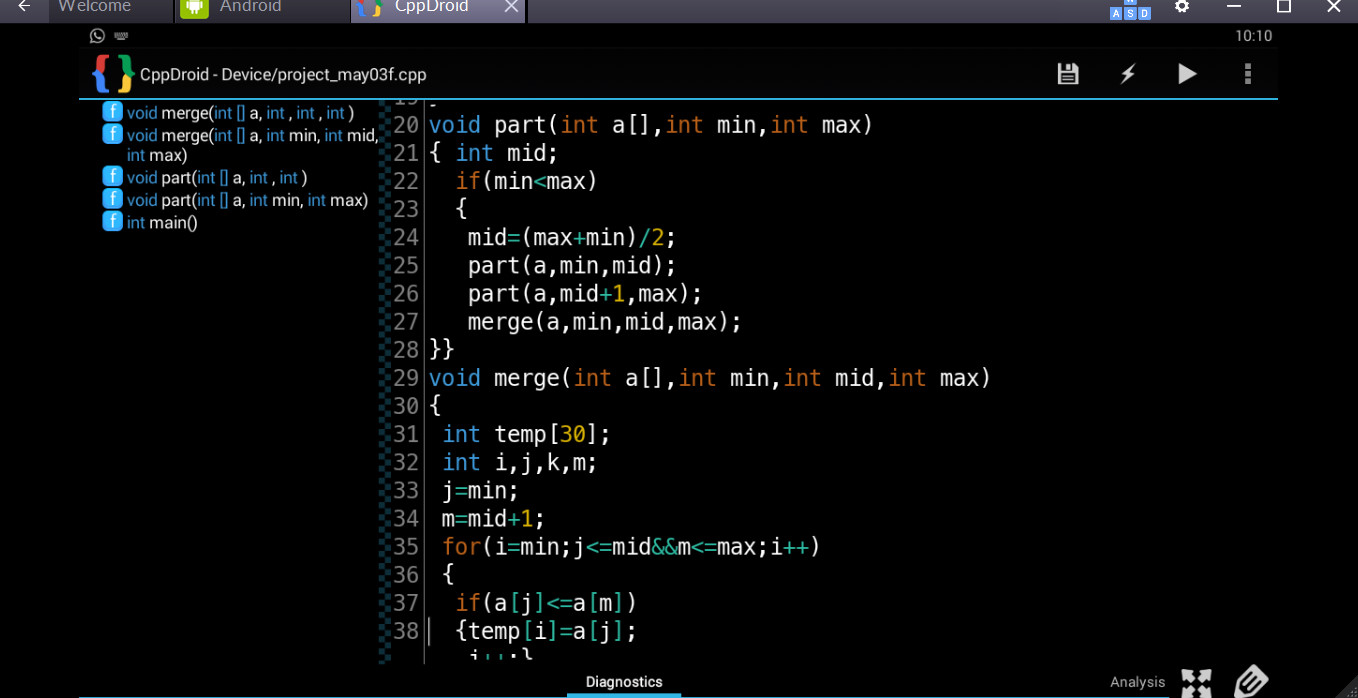 Welcome
Android
CppDroid
A S D
10:10
CppDroid - Device/project_may03f.cpp
f void merge(int [] a, int , int , int )
f void merge(int [] a, int min, int mid,
int max)
f void part(int [] a, int , int )
f void part(int [] a, int min, int max)
f int main()
20 void part(int a[],int min,int max)
21 { int mid;
22 if(min<max)
23 {
24 mid=(max+min)/2;
25 part(a,min,mid);
26 part(a,mid+1,max);
27 merge(a,min,mid,max);
28 }}
29 void merge(int a[],int min,int mid,int max)
30 {
31 int temp[30];
32 int i,j,k,m;
33 j=min;
34 m=mid+1;
35 for(i=min;j<=mid&&m<=max;i++)
36 {
37 if(a[j]<=a[m])
38 {temp[i]=a[j];
Diagnostics
Analysis